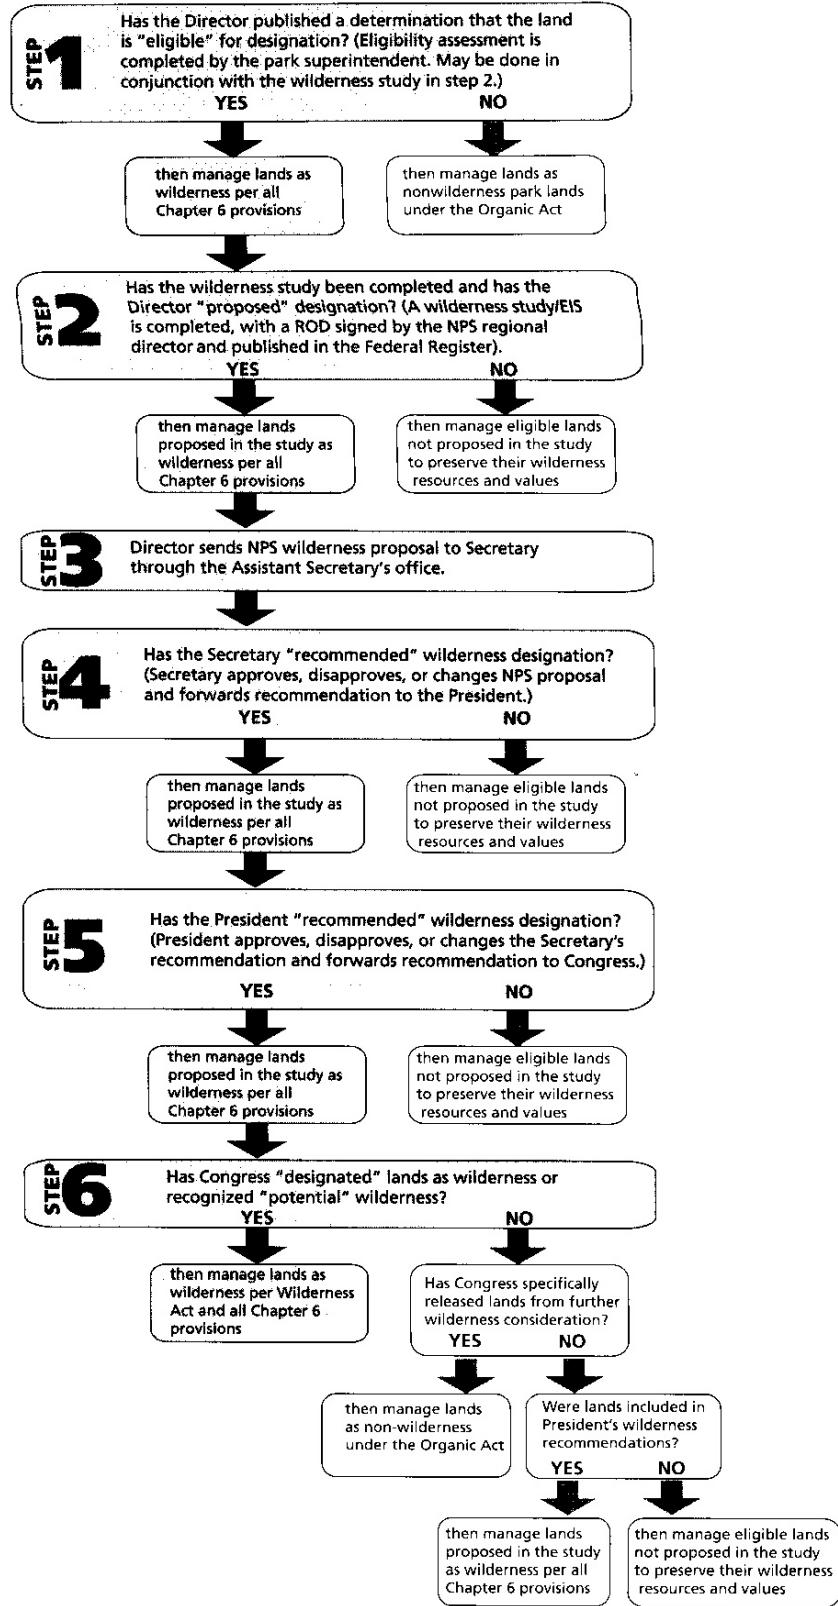 STEP 1
Has the Director published a determination that the land
is "eligible" for designation? (Eligibility assessment is
completed by the park superintendent. May be done in
conjunction with the wilderness study in step 2.)
YES NO
then manage lands as
wilderness per all
Chapter 6 provisions
then manage lands as
nonwilderness park lands
under the Organic Act
STEP 2
Has the wilderness study been completed and has the
Director "proposed" designation? (A wilderness study/EIS
is completed, with a ROD signed by the NPS regional
director and published in the Federal Register).
YES NO
then manage lands
proposed in the study as
wilderness per all
Chapter 6 provisions
then manage eligible lands
not proposed in the study
to preserve their wilderness
resources and values
STEP 3
Director sends NPS wilderness proposal to Secretary
through the Assistant Secretary's office.
STEP 4
Has the Secretary "recommended" wilderness designation?
(Secretary approves, disapproves, or changes NPS proposal
and forwards recommendation to the President.)
YES NO
then manage lands
proposed in the study as
wilderness per all
Chapter 6 provisions
then manage eligible lands
not proposed in the study
to preserve their wilderness
resources and values
STEP 5
Has the President "recommended" wilderness designation?
(President approves, disapproves, or changes the Secretary's
recommendation and forwards recommendation to Congress.)
YES NO
then manage lands
proposed in the study as
wilderness per all
Chapter 6 provisions
then manage eligible lands
not proposed in the study
to preserve their wilderness
resources and values
STEP 6
Has Congress "designated" lands as wilderness or
recognized "potential" wilderness?
YES NO
then manage lands as
wilderness per Wilderness
Act and all Chapter 6
provisions
Has Congress specifically
released lands from further
wilderness consideration?
YES NO
then manage lands
as non-wilderness
under the Organic Act
Were lands included in
President's wilderness
recommendations?
YES NO
then manage lands
proposed in the study
as wilderness per all
Chapter 6 provisions
then manage eligible lands
not proposed in the study
to preserve their wilderness
resources and values